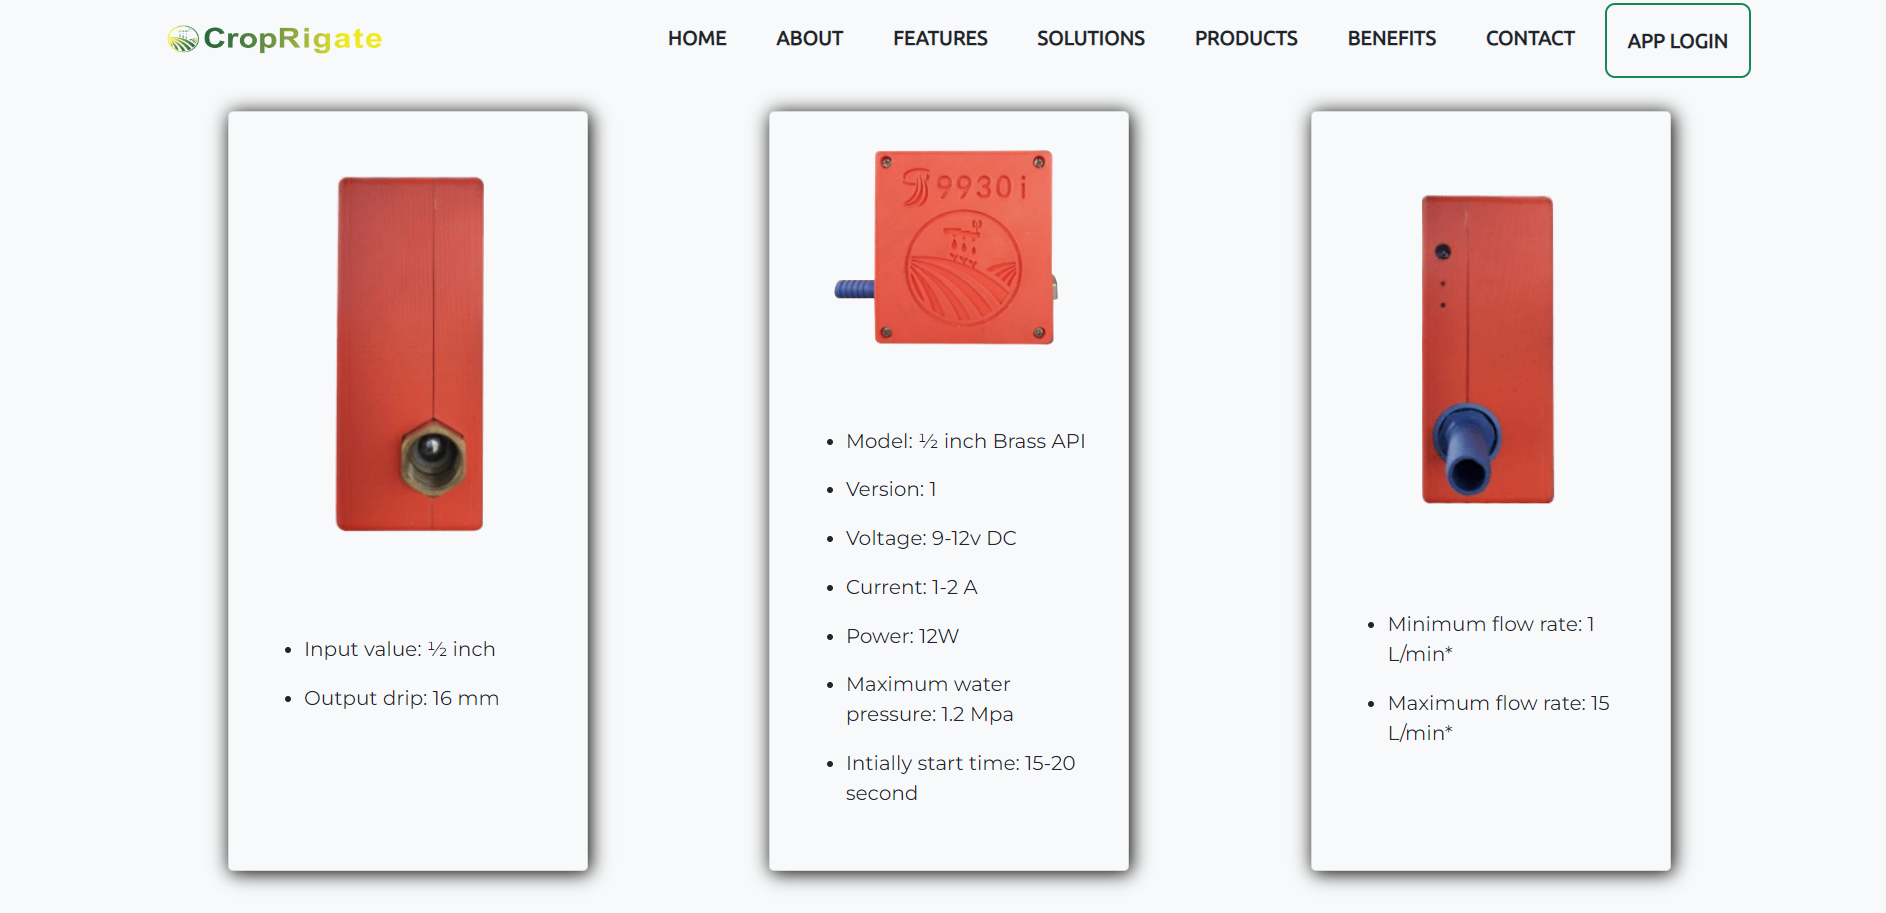 CropRigate
HOME
ABOUT
FEATURES
SOLUTIONS
PRODUCTS
BENEFITS
CONTACT
APP LOGIN
Input value: ½ inch
Output drip: 16 mm
9930i
Model: ½ inch Brass API
Version: 1
Voltage: 9-12v DC
Current: 1-2 A
Power: 12W
Maximum water
pressure: 1.2 Mpa
Intially start time: 15-20
second
Minimum flow rate: 1
L/min*
Maximum flow rate: 15
L/min*